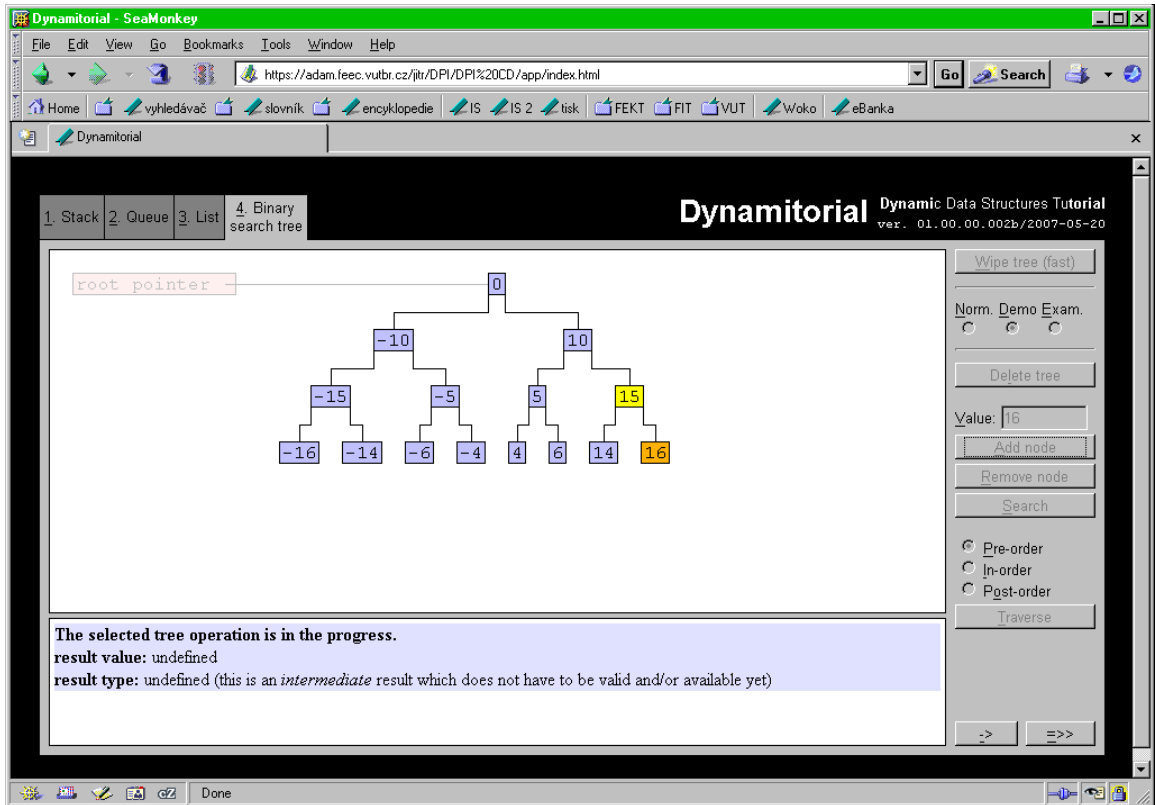 Dynamitorial - SeaMonkey
File Edit View Go Bookmarks Tools Window Help
https://adam.feec.vutbr.cz/jitr/DPI/DPI%20CD/app/index.html Go Search
Home vyhledávač slovník encyklopedie IS IS 2 tisk FEKT FIT VUT Woko eBanka
Dynamitorial
1. Stack 2. Queue 3. List 4. Binary search tree
Dynamitorial Dynamic Data Structures Tutorial
ver. 01.00.00.002b/2007-05-20
root pointer 0
-10 10
-15 -5 5 15
-16 -14 -6 -4 4 6 14 16
Wipe tree (fast)
Norm. Demo Exam.
Delete tree
Value: 16
Add node
Remove node
Search
Pre-order
In-order
Post-order
Traverse
The selected tree operation is in the progress.
result value: undefined
result type: undefined (this is an intermediate result which does not have to be valid and/or available yet)
-> =>>
Done